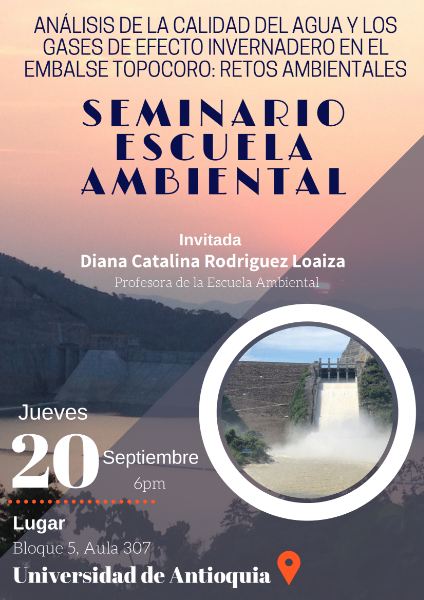 ANÁLISIS DE LA CALIDAD DEL AGUA Y LOS
GASES DE EFECTO INVERNADERO EN EL
EMBALSE TOPOCORO: RETOS AMBIENTALES
SEMINARIO
ESCUELA
AMBIENTAL
Invitada
Diana Catalina Rodriguez Loaiza
Profesora de la Escuela Ambiental
Jueves
20 Septiembre
6pm
Lugar
Bloque 5, Aula 307
Universidad de Antioquia